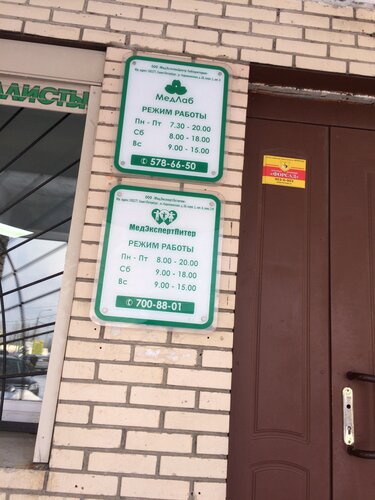 АЛИСТЫ
МедЛаб
РЕЖИМ РАБОТЫ
Пн - Пт 7.30 - 20.00
Сб 8.00 - 18.00
Вс 9.00 - 15.00
578-66-50
МедЭкспертПитер
РЕЖИМ РАБОТЫ
Пн - Пт 8.00 - 20.00
Сб 9.00 - 18.00
Вс 9.00 - 15.00
700-88-01
«ФОРСАЖ»